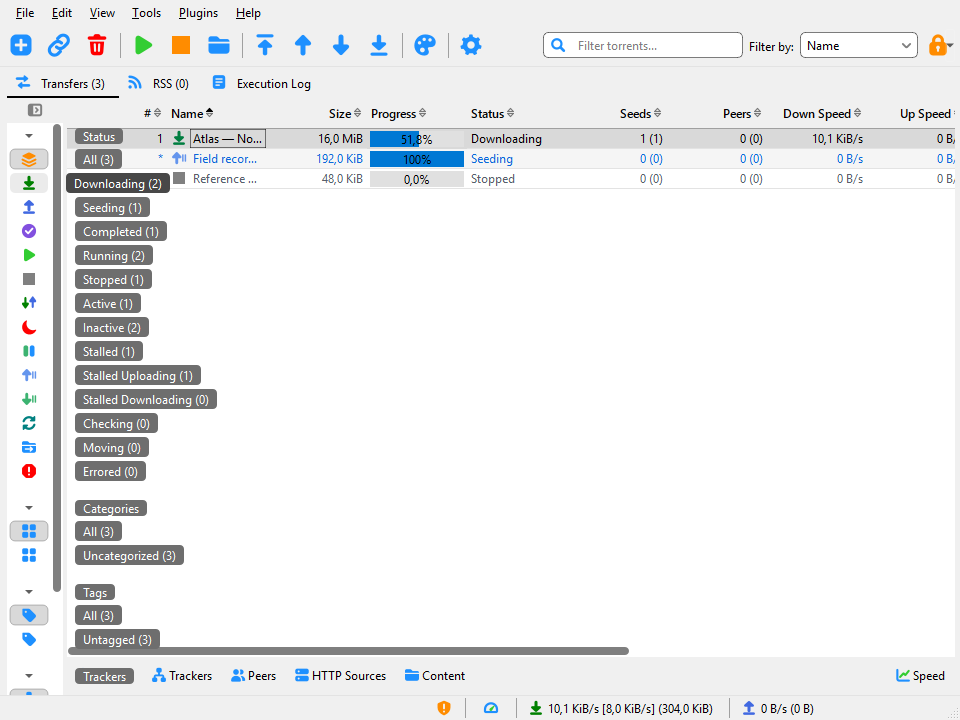 File Edit View Tools Plugins Help
Filter torrents...
Filter by:
Name
Transfers (3)
RSS (0)
Execution Log
# Name Size Progress Status Seeds Peers Down Speed Up Speed
Status
1 Atlas — No... 16,0 MiB 51,8% Downloading 1 (1) 0 (0) 10,1 KiB/s 0 B/
All (3)
* Field recor... 192,0 KiB 100% Seeding 0 (0) 0 (0) 0 B/s 0 B/
Downloading (2)
Reference ... 48,0 KiB 0,0% Stopped 0 (0) 0 (0) 0 B/s 0 B/
Seeding (1)
Completed (1)
Running (2)
Stopped (1)
Active (1)
Inactive (2)
Stalled (1)
Stalled Uploading (1)
Stalled Downloading (0)
Checking (0)
Moving (0)
Errored (0)
Categories
All (3)
Uncategorized (3)
Tags
All (3)
Untagged (3)
Trackers
Trackers Peers HTTP Sources Content Speed
10,1 KiB/s [8,0 KiB/s] (304,0 KiB) 0 B/s (0 B)